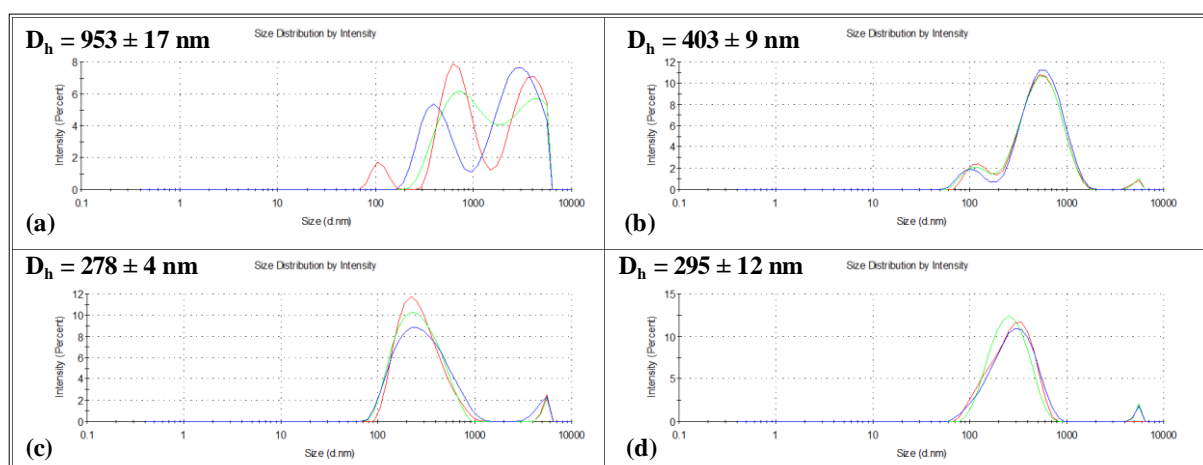 D_h = 953 ± 17 nm
Size Distribution by Intensity
Intensity (Percent)
8
6
4
2
0
0.1 1 10 100 1000 10000
Size (d.nm)
(a)
D_h = 403 ± 9 nm
Size Distribution by Intensity
Intensity (Percent)
12
10
8
6
4
2
0
0.1 1 10 100 1000 10000
Size (d.nm)
(b)
D_h = 278 ± 4 nm
Size Distribution by Intensity
Intensity (Percent)
12
10
8
6
4
2
0
0.1 1 10 100 1000 10000
Size (d.nm)
(c)
D_h = 295 ± 12 nm
Size Distribution by Intensity
Intensity (Percent)
15
10
5
0
0.1 1 10 100 1000 10000
Size (d.nm)
(d)